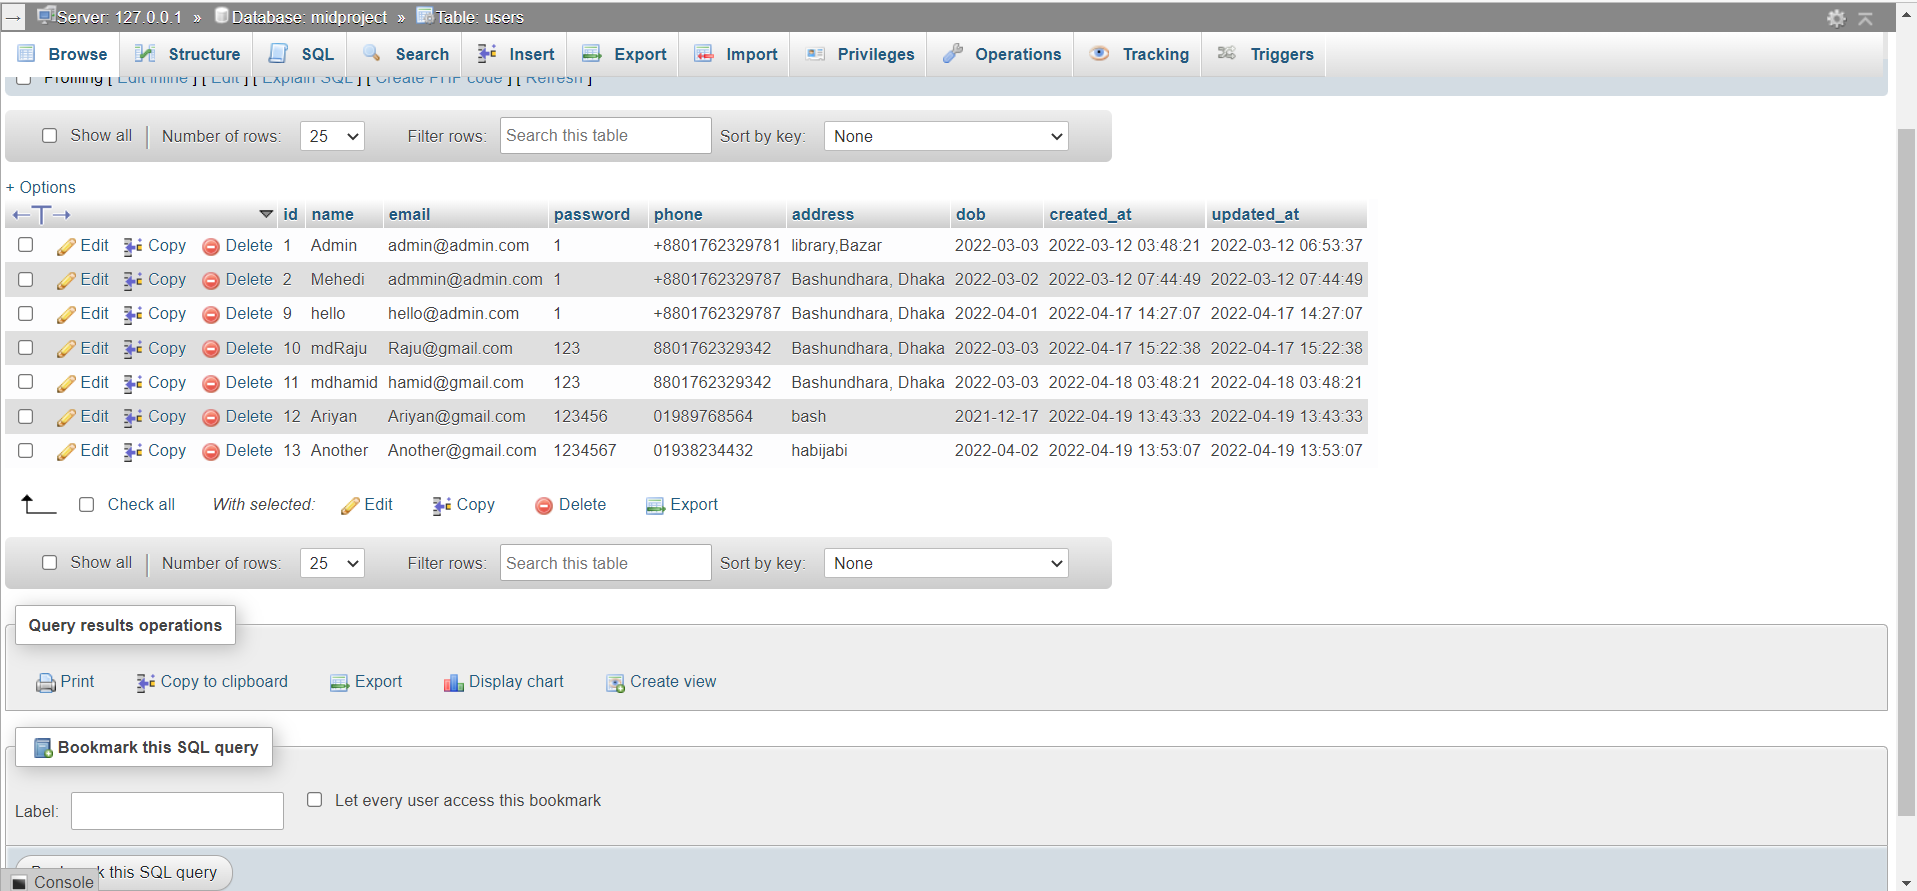 Server: 127.0.0.1 » Database: midproject » Table: users
Browse Structure SQL Search Insert Export Import Privileges Operations Tracking Triggers
Profiling [ Edit inline ] [ Edit ] [ Explain SQL ] [ Create PHP code ] [ Refresh ]
Show all Number of rows: 25 Filter rows: Search this table Sort by key: None
+ Options
←T→ id name email password phone address dob created_at updated_at
Edit Copy Delete 1 Admin admin@admin.com 1 +8801762329781 library,Bazar 2022-03-03 2022-03-12 03:48:21 2022-03-12 06:53:37
Edit Copy Delete 2 Mehedi admmin@admin.com 1 +8801762329787 Bashundhara, Dhaka 2022-03-02 2022-03-12 07:44:49 2022-03-12 07:44:49
Edit Copy Delete 9 hello hello@admin.com 1 +8801762329787 Bashundhara, Dhaka 2022-04-01 2022-04-17 14:27:07 2022-04-17 14:27:07
Edit Copy Delete 10 mdRaju Raju@gmail.com 123 8801762329342 Bashundhara, Dhaka 2022-03-03 2022-04-17 15:22:38 2022-04-17 15:22:38
Edit Copy Delete 11 mdhamid hamid@gmail.com 123 8801762329342 Bashundhara, Dhaka 2022-03-03 2022-04-18 03:48:21 2022-04-18 03:48:21
Edit Copy Delete 12 Ariyan Ariyan@gmail.com 123456 01989768564 bash 2021-12-17 2022-04-19 13:43:33 2022-04-19 13:43:33
Edit Copy Delete 13 Another Another@gmail.com 1234567 01938234432 habijabi 2022-04-02 2022-04-19 13:53:07 2022-04-19 13:53:07
Check all With selected: Edit Copy Delete Export
Show all Number of rows: 25 Filter rows: Search this table Sort by key: None
Query results operations
Print Copy to clipboard Export Display chart Create view
Bookmark this SQL query
Label: Let every user access this bookmark
this SQL query
Console